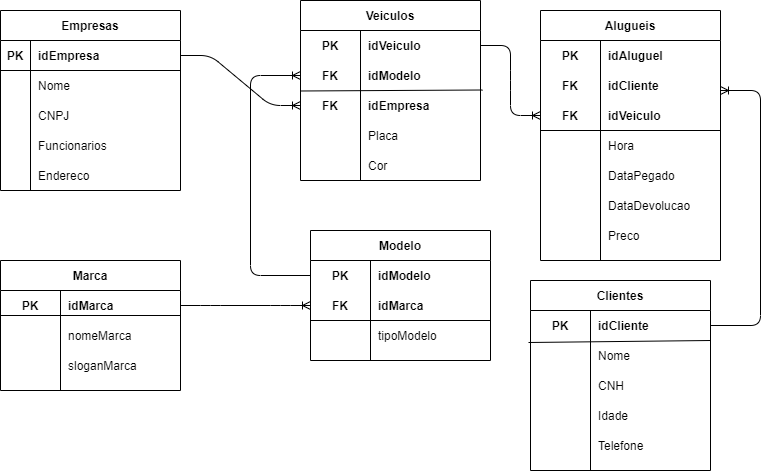 Empresas
PK idEmpresa
Nome
CNPJ
Funcionarios
Endereco
Veiculos
PK idVeiculo
FK idModelo
FK idEmpresa
Placa
Cor
Alugueis
PK idAluguel
FK idCliente
FK idVeiculo
Hora
DataPegado
DataDevolucao
Preco
Marca
PK idMarca
nomeMarca
sloganMarca
Modelo
PK idModelo
FK idMarca
tipoModelo
Clientes
PK idCliente
Nome
CNH
Idade
Telefone